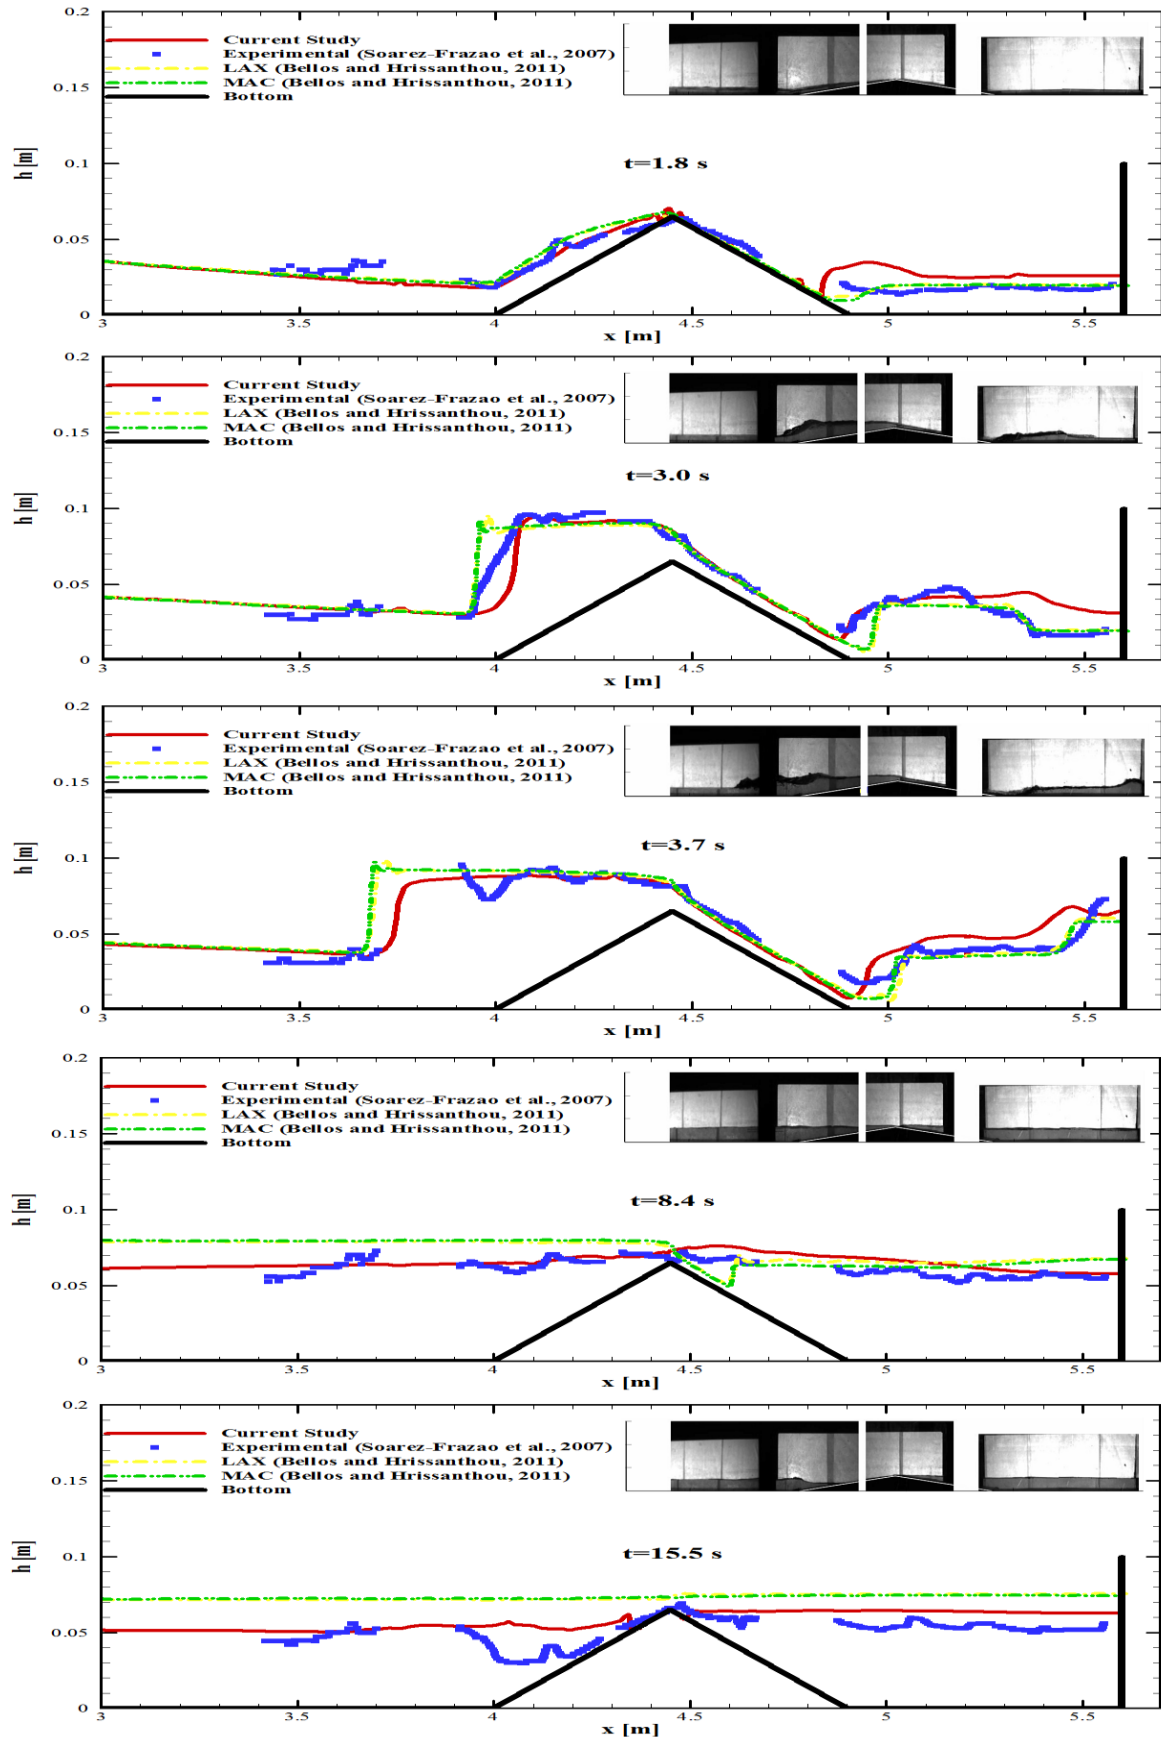 0.2
Current Study
Experimental (Soarez-Frazao et al., 2007)
LAX (Bellos and Hrissanthou, 2011)
MAC (Bellos and Hrissanthou, 2011)
Bottom
0.15
h [m]
0.1
t=1.8 s
0.05
0
3 3.5 4 4.5 5 5.5
x [m]
0.2
Current Study
Experimental (Soarez-Frazao et al., 2007)
LAX (Bellos and Hrissanthou, 2011)
MAC (Bellos and Hrissanthou, 2011)
Bottom
0.15
t=3.0 s
h [m]
0.1
0.05
0
3 3.5 4 4.5 5 5.5
x [m]
0.2
Current Study
Experimental (Soarez-Frazao et al., 2007)
LAX (Bellos and Hrissanthou, 2011)
MAC (Bellos and Hrissanthou, 2011)
Bottom
0.15
t=3.7 s
h [m]
0.1
0.05
0
3 3.5 4 4.5 5 5.5
x [m]
0.2
Current Study
Experimental (Soarez-Frazao et al., 2007)
LAX (Bellos and Hrissanthou, 2011)
MAC (Bellos and Hrissanthou, 2011)
Bottom
0.15
t=8.4 s
h [m]
0.1
0.05
0
3 3.5 4 4.5 5 5.5
x [m]
0.2
Current Study
Experimental (Soarez-Frazao et al., 2007)
LAX (Bellos and Hrissanthou, 2011)
MAC (Bellos and Hrissanthou, 2011)
Bottom
0.15
t=15.5 s
h [m]
0.1
0.05
0
3 3.5 4 4.5 5 5.5
x [m]